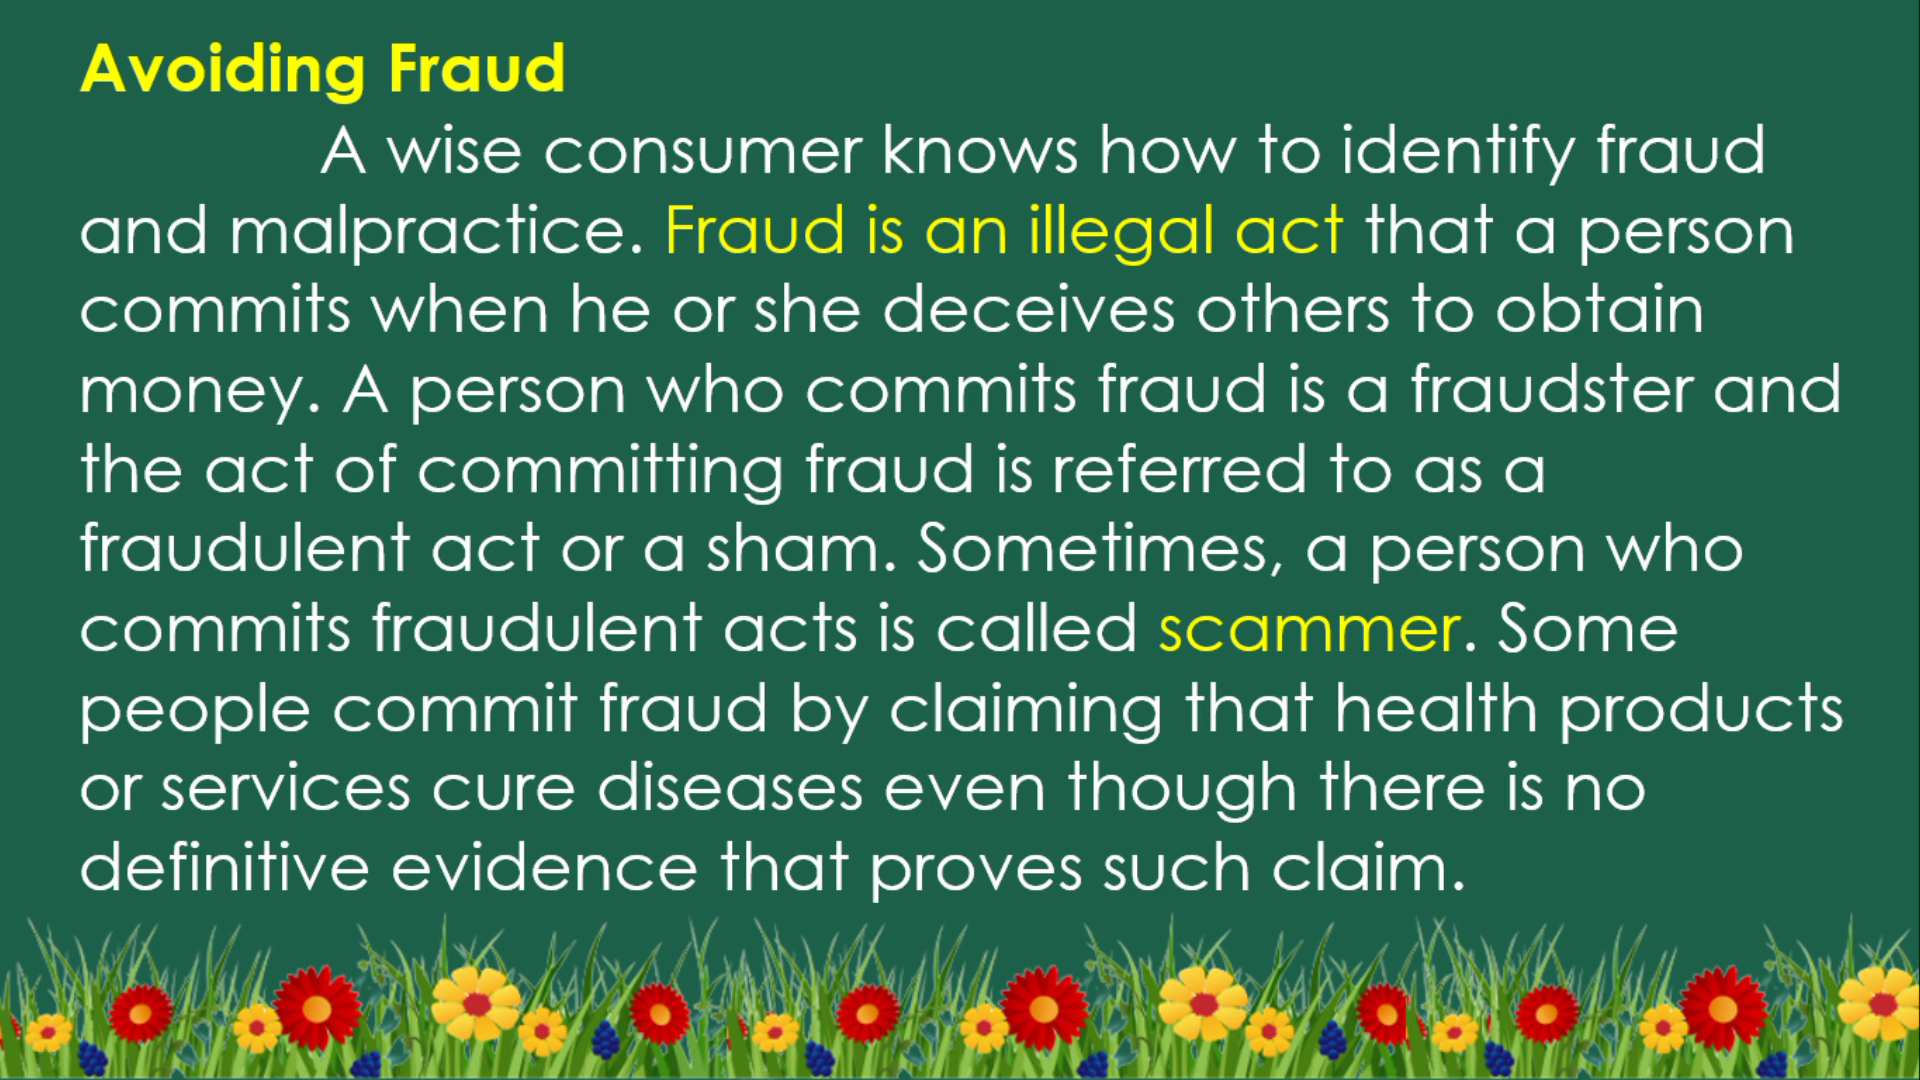 Avoiding Fraud
A wise consumer knows how to identify fraud
and malpractice. Fraud is an illegal act that a person
commits when he or she deceives others to obtain
money. A person who commits fraud is a fraudster and
the act of committing fraud is referred to as a
fraudulent act or a sham. Sometimes, a person who
commits fraudulent acts is called scammer. Some
people commit fraud by claiming that health products
or services cure diseases even though there is no
definitive evidence that proves such claim.